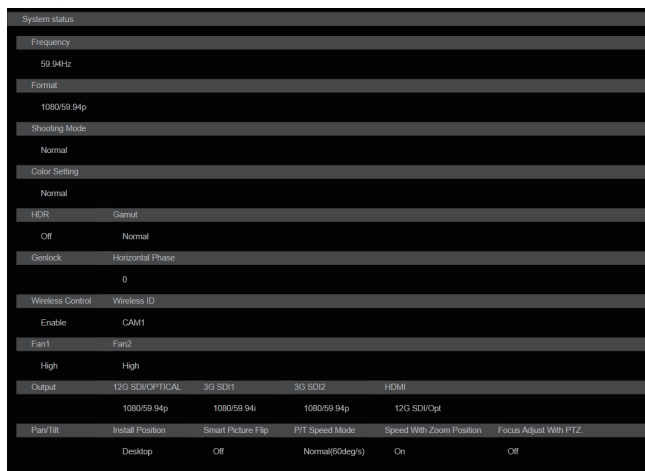 System status
Frequency
59.94Hz
Format
1080/59.94p
Shooting Mode
Normal
Color Setting
Normal
HDR Gamut
Off Normal
Genlock Horizontal Phase
0
Wireless Control Wireless ID
Enable CAM1
Fan1 Fan2
High High
Output 12G SDI/OPTICAL 3G SDI1 3G SDI2 HDMI
1080/59.94p 1080/59.94i 1080/59.94p 12G SDI/Opt
Pan/Tilt Install Position Smart Picture Flip P/T Speed Mode Speed With Zoom Position Focus Adjust With PTZ.
Desktop Off Normal(60deg/s) On Off